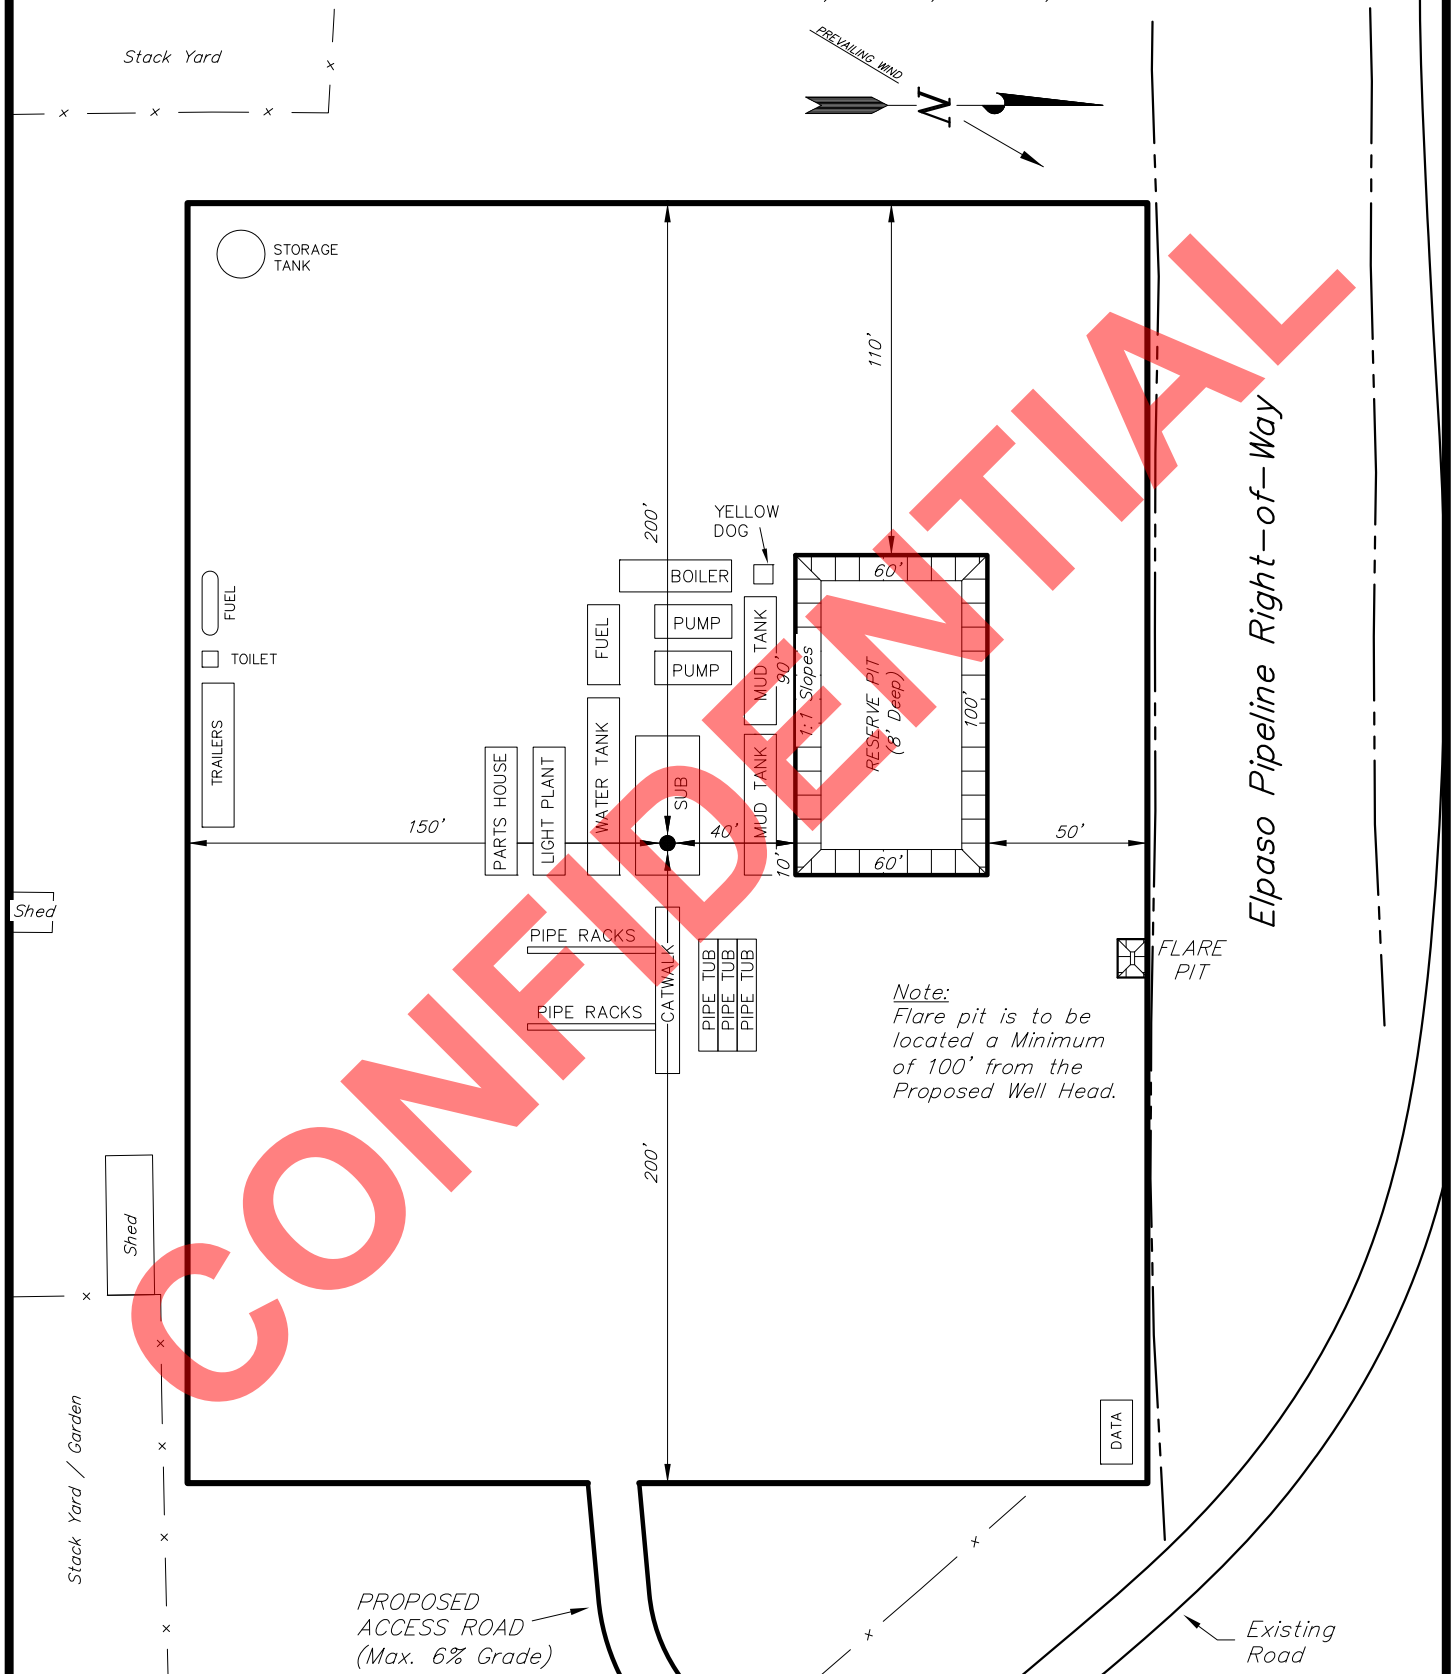 Stack Yard
PREVAILING WIND
N
STORAGE
TANK
110'
200'
YELLOW
DOG
BOILER
60'
FUEL
TOILET
FUEL
PUMP
PUMP
MUD TANK
90'
1:1 Slopes
RESERVE PIT
(8' Deep)
100'
TRAILERS
PARTS HOUSE
LIGHT PLANT
WATER TANK
SUB
MUD TANK
150'
40'
10'
60'
50'
Elpaso Pipeline Right-of-Way
Shed
PIPE RACKS
PIPE RACKS
CATWALK
PIPE TUB
PIPE TUB
PIPE TUB
FLARE
PIT
Note:
Flare pit is to be
located a Minimum
of 100' from the
Proposed Well Head.
200'
Shed
CONFIDENTIAL
Stack Yard / Garden
DATA
PROPOSED
ACCESS ROAD
(Max. 6% Grade)
Existing
Road